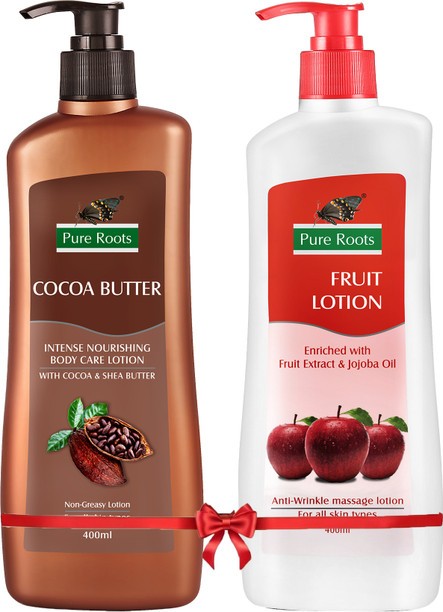 Pure Roots
COCOA BUTTER
INTENSE NOURISHING
BODY CARE LOTION
WITH COCOA & SHEA BUTTER
Non-Greasy Lotion
400ml
Pure Roots
FRUIT
LOTION
Enriched with
Fruit Extract & Jojoba Oil
Anti-Wrinkle massage lotion
For all skin types
400ml